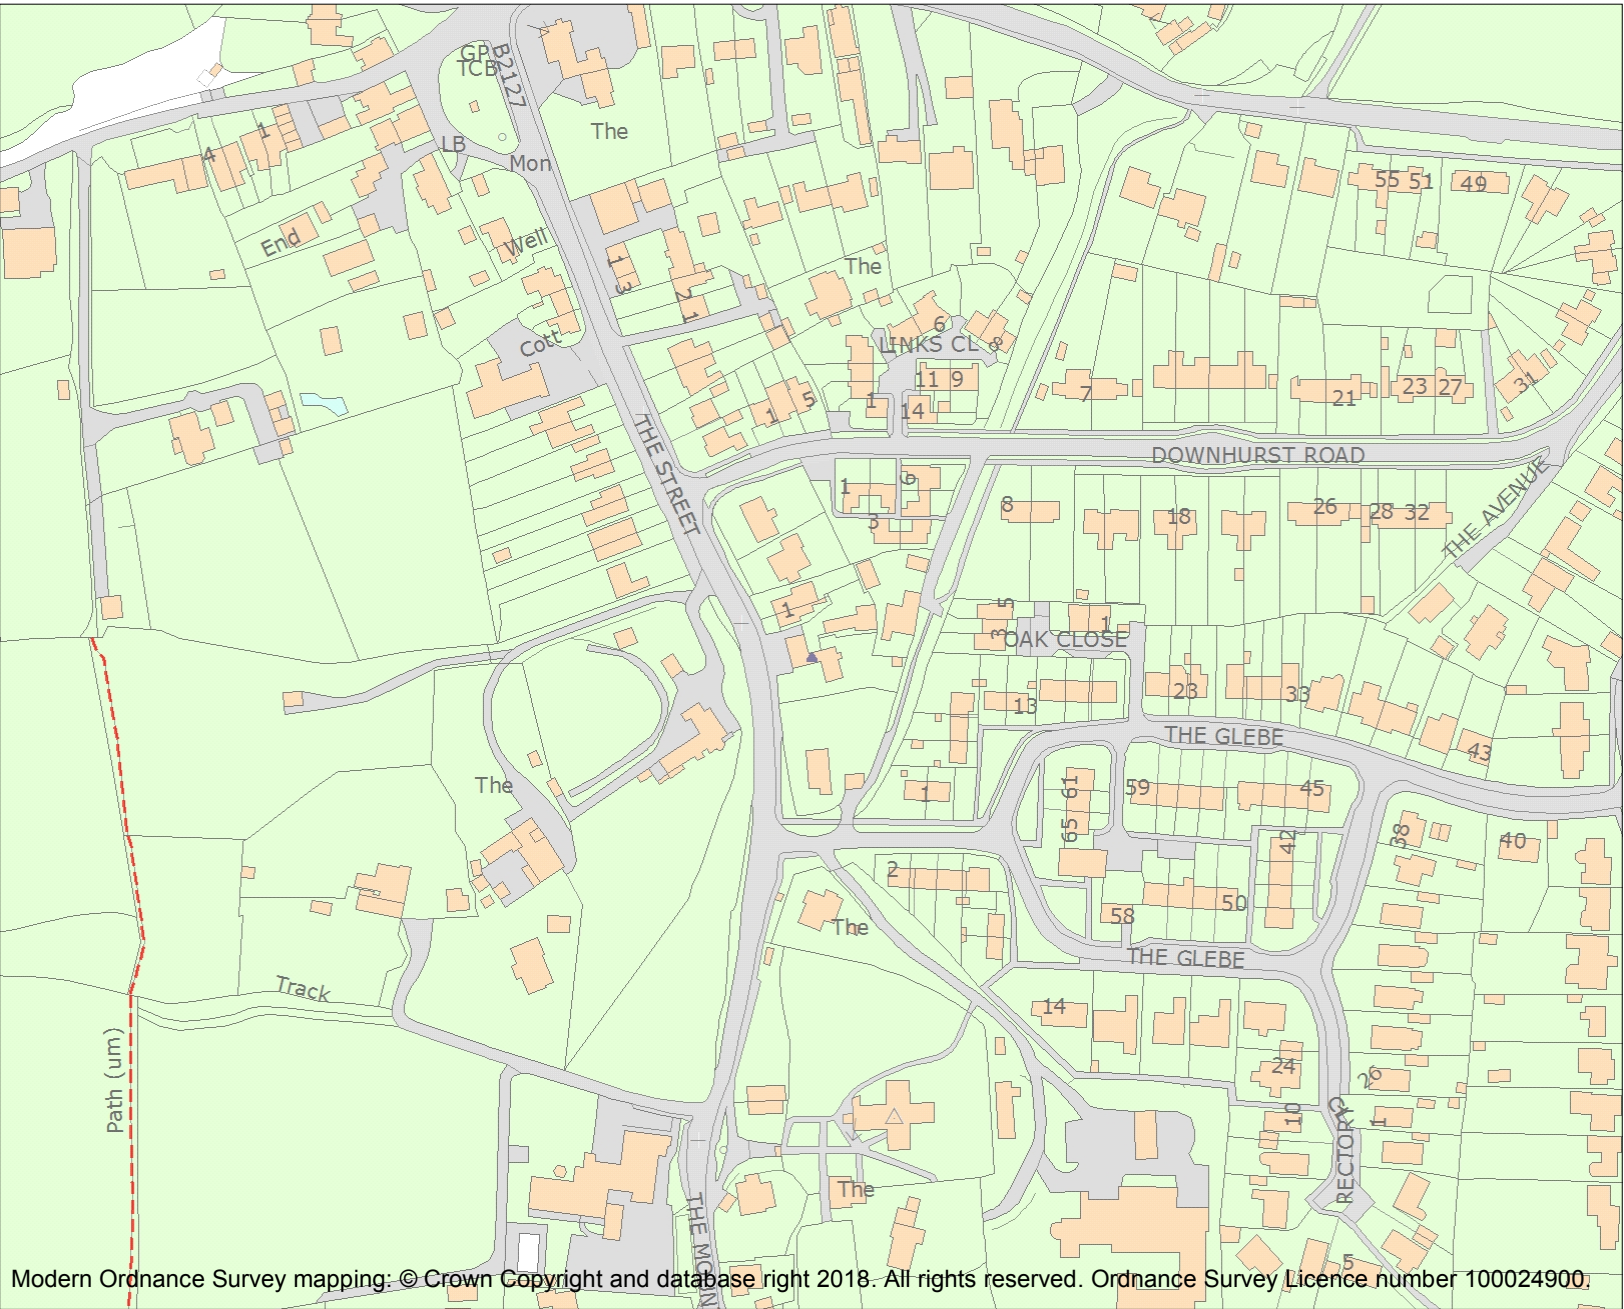 GP
TCB
B2127
The
LB
Mon
1
4
55 51 49
End
Well
The
1
3
2
1
Cott
6
LINKS CL
8
11 9
1 5
1 14
7
21
23 27
31
THE STREET
DOWNHURST ROAD
1
6
3
8
18
26
28 32
THE AVENUE
1
5
3
OAK CLOSE
1
23
33
13
THE GLEBE
43
The
1
61
65
59
45
42
38
40
2
58
50
The
THE GLEBE
Track
14
24
26
Path (um)
10
1
RECTORY
CL
The
THE MOUN
5
Modern Ordnance Survey mapping: © Crown Copyright and database right 2018. All rights reserved. Ordnance Survey Licence number 100024900.